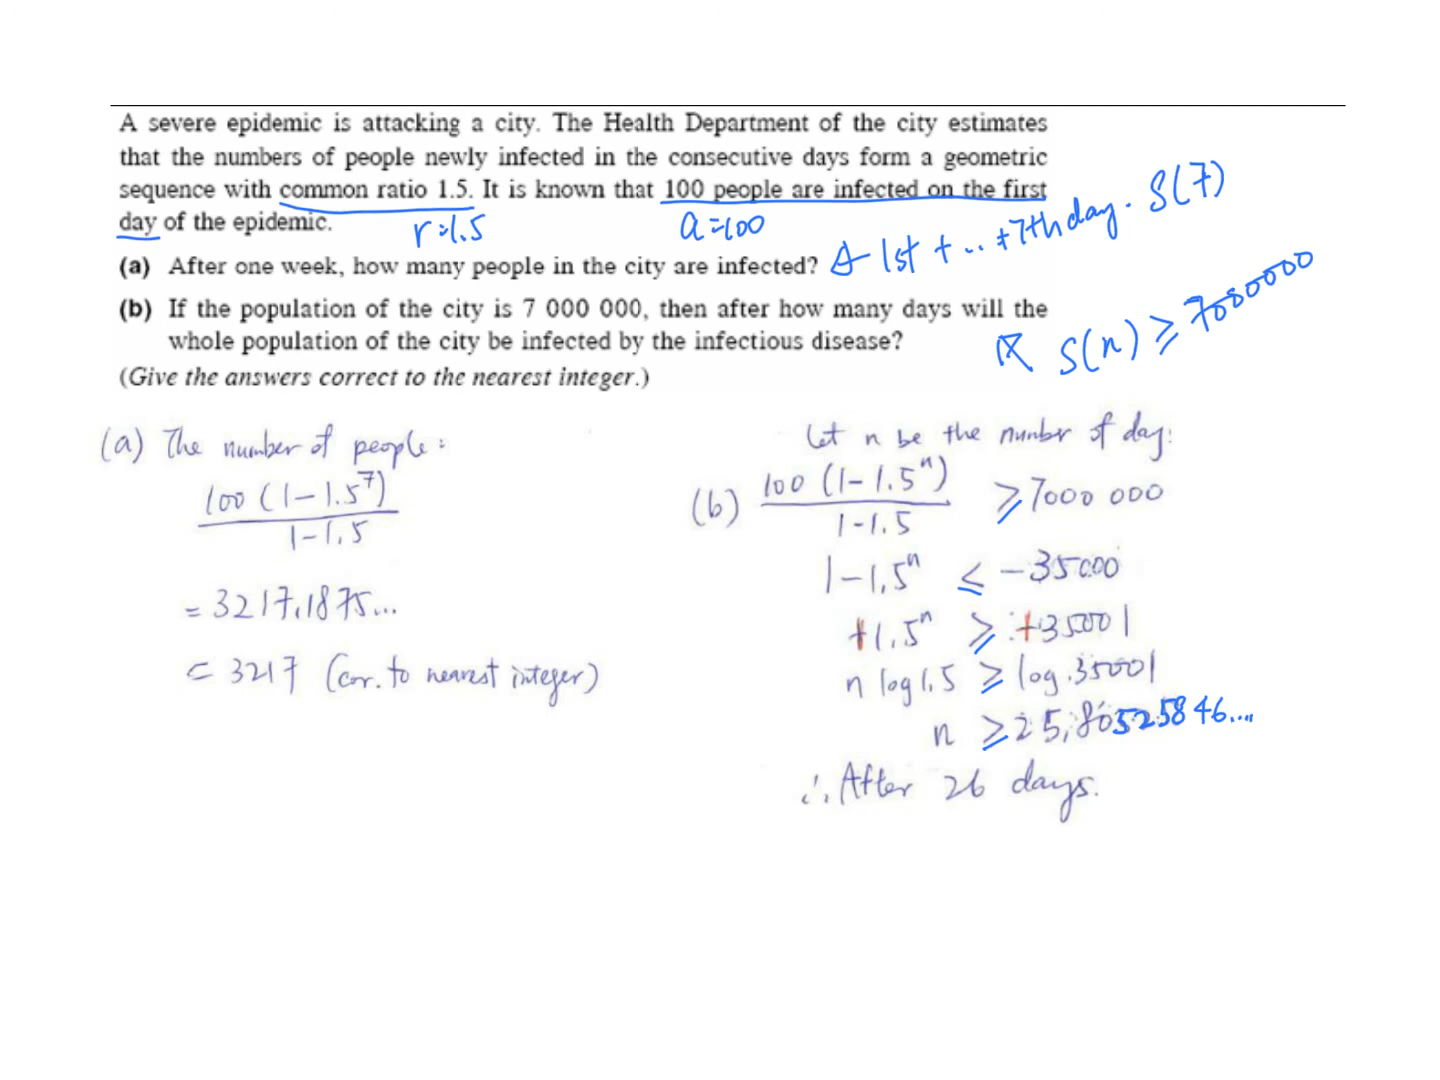 A severe epidemic is attacking a city. The Health Department of the city estimates
that the numbers of people newly infected in the consecutive days form a geometric
sequence with common ratio 1.5. It is known that 100 people are infected on the first
day of the epidemic.
r=1.5
a=100
(a) After one week, how many people in the city are infected?
1st + ... + 7th day. S(7)
(b) If the population of the city is 7 000 000, then after how many days will the
whole population of the city be infected by the infectious disease?
S(n) ≥ 7000000
(Give the answers correct to the nearest integer.)
(a) The number of people:
100 (1-1.5^7)
1-1.5
= 3217.1875...
= 3217 (cor. to nearest integer)
Let n be the number of day:
(b) 100 (1-1.5^n)
1-1.5
≥ 7000 000
1-1.5^n ≤ -35000
+1.5^n ≥ +35001
n log 1.5 ≥ log 35001
n ≥ 25.80525846....
∴ After 26 days.